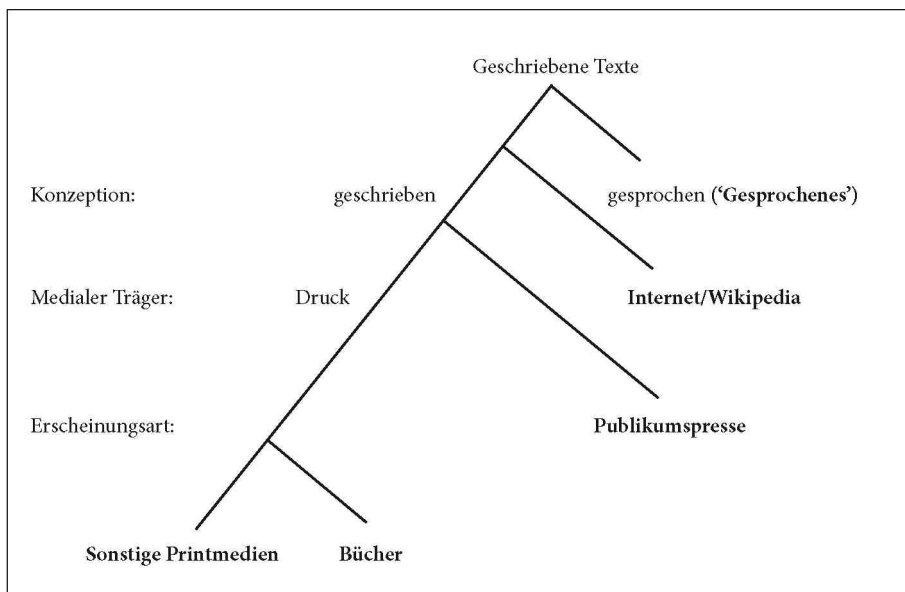 Geschriebene Texte
Konzeption: geschrieben gesprochen (‘Gesprochenes’)
Medialer Träger: Druck Internet/Wikipedia
Erscheinungsart: Publikumspresse
Sonstige Printmedien Bücher